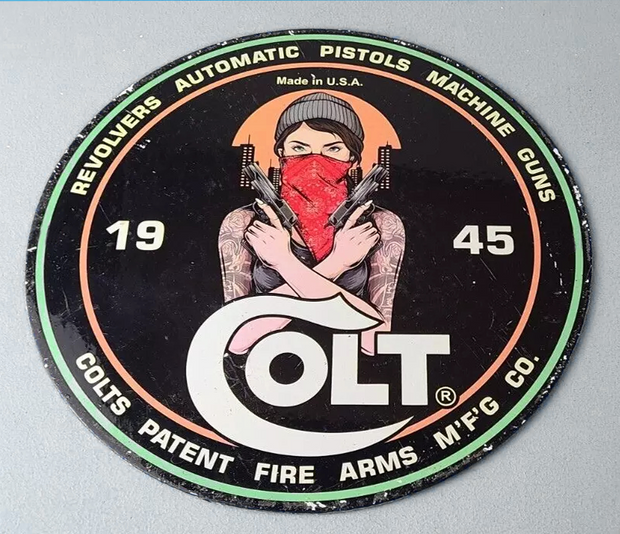 REVOLVERS AUTOMATIC PISTOLS MACHINE GUNS
Made in U.S.A.
19 45
COLT ®
COLTS PATENT FIRE ARMS M'F'G CO.